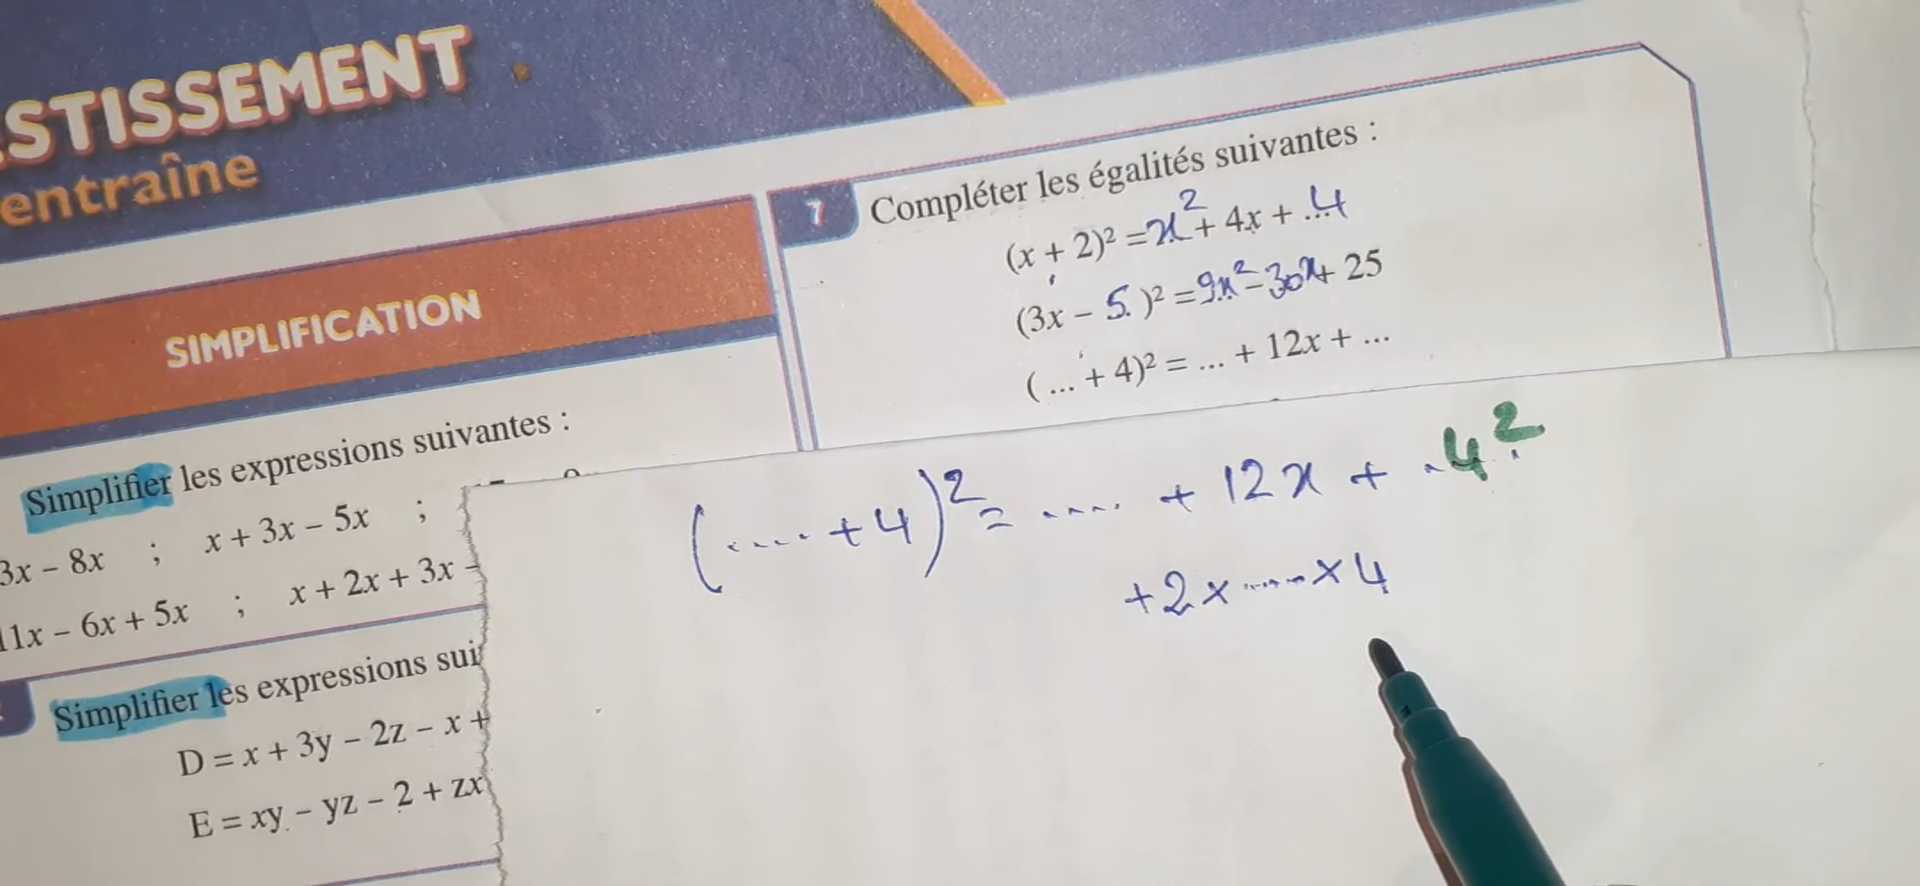 STISSEMENT
entraîne
SIMPLIFICATION
Simplifier les expressions suivantes :
3x – 8x ; x + 3x – 5x ;
11x – 6x + 5x ; x + 2x + 3x -
Simplifier les expressions sui
D = x + 3y – 2z – x +
E = xy – yz – 2 + zx
7 Compléter les égalités suivantes :
(x + 2)² = x² + 4x + ...4
(3x – 5.)² = 9x² – 30x + 25
( ... + 4)² = ... + 12x + ...
(..... + 4)² = ..... + 12x + .4².
+2 x ...... x 4